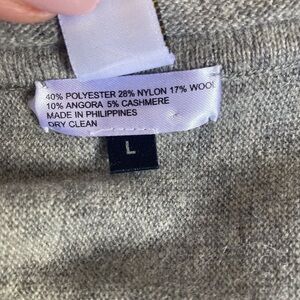 40% POLYESTER 28% NYLON 17% WOOL
10% ANGORA 5% CASHMERE
MADE IN PHILIPPINES
DRY CLEAN
L